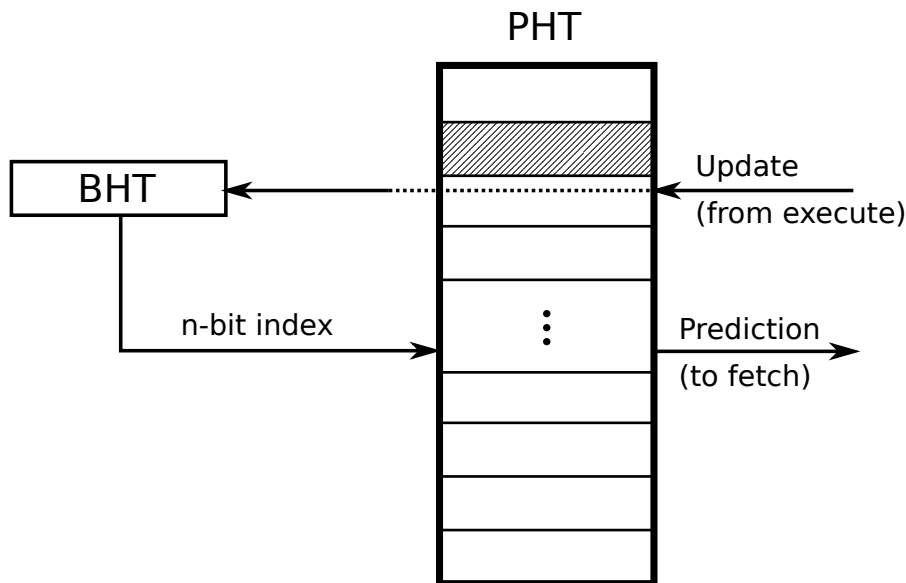 PHT
BHT
Update
(from execute)
n-bit index
Prediction
(to fetch)